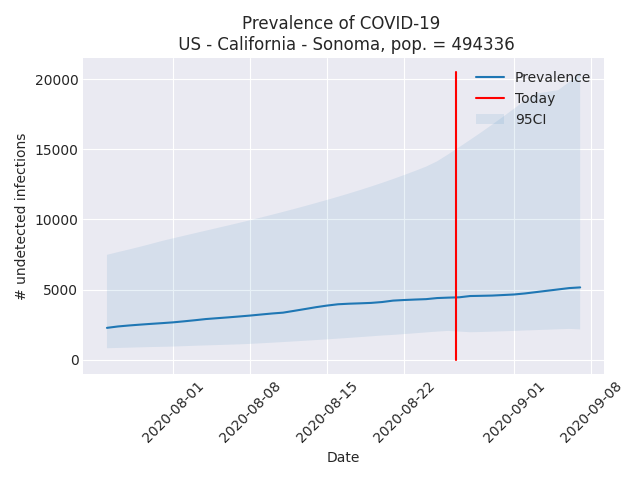 Prevalence of COVID-19
US - California - Sonoma, pop. = 494336
# undetected infections
20000
15000
10000
5000
0
Prevalence
Today
95CI
2020-08-01
2020-08-08
2020-08-15
2020-08-22
2020-09-01
2020-09-08
Date